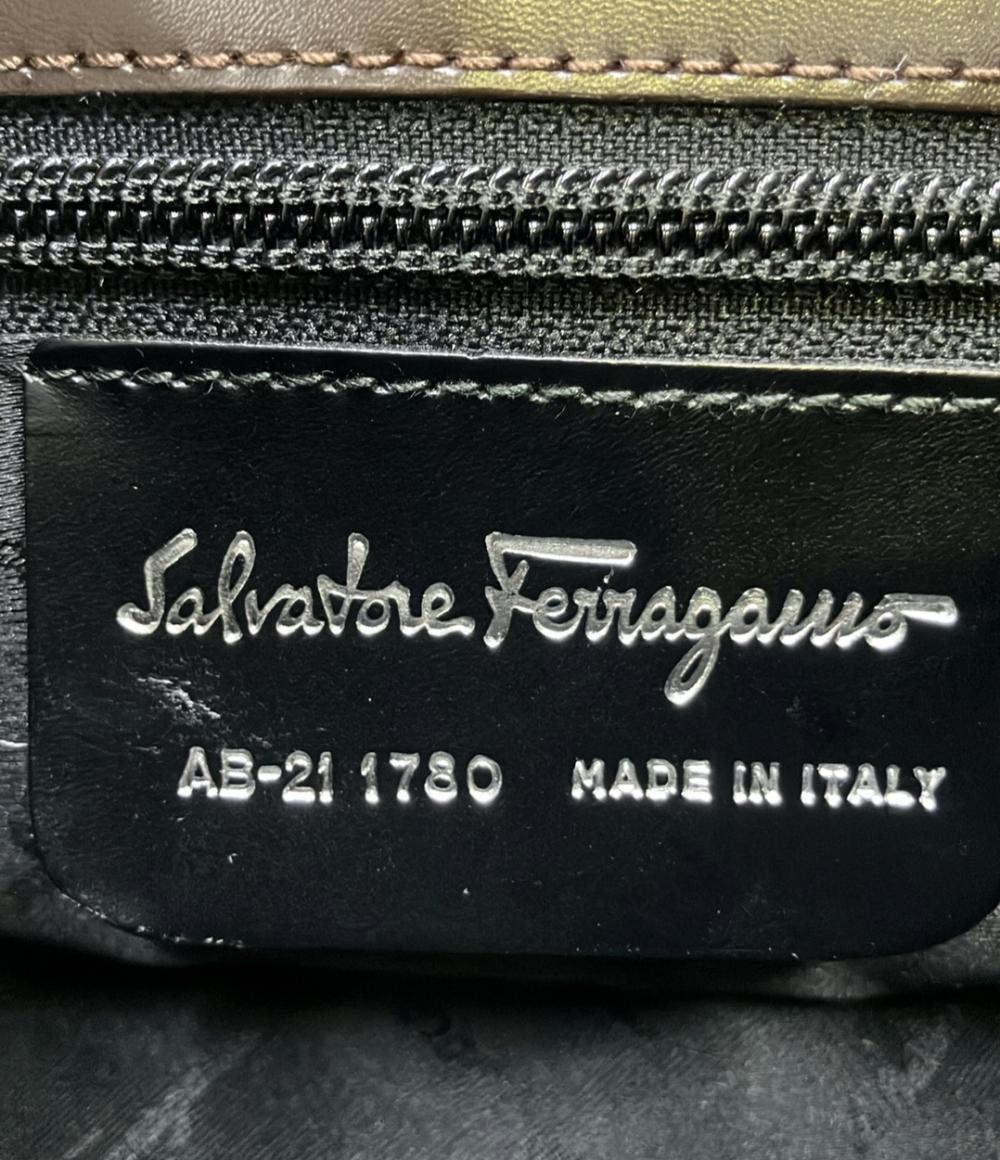 Salvatore Ferragamo
AB-21 1780 MADE IN ITALY